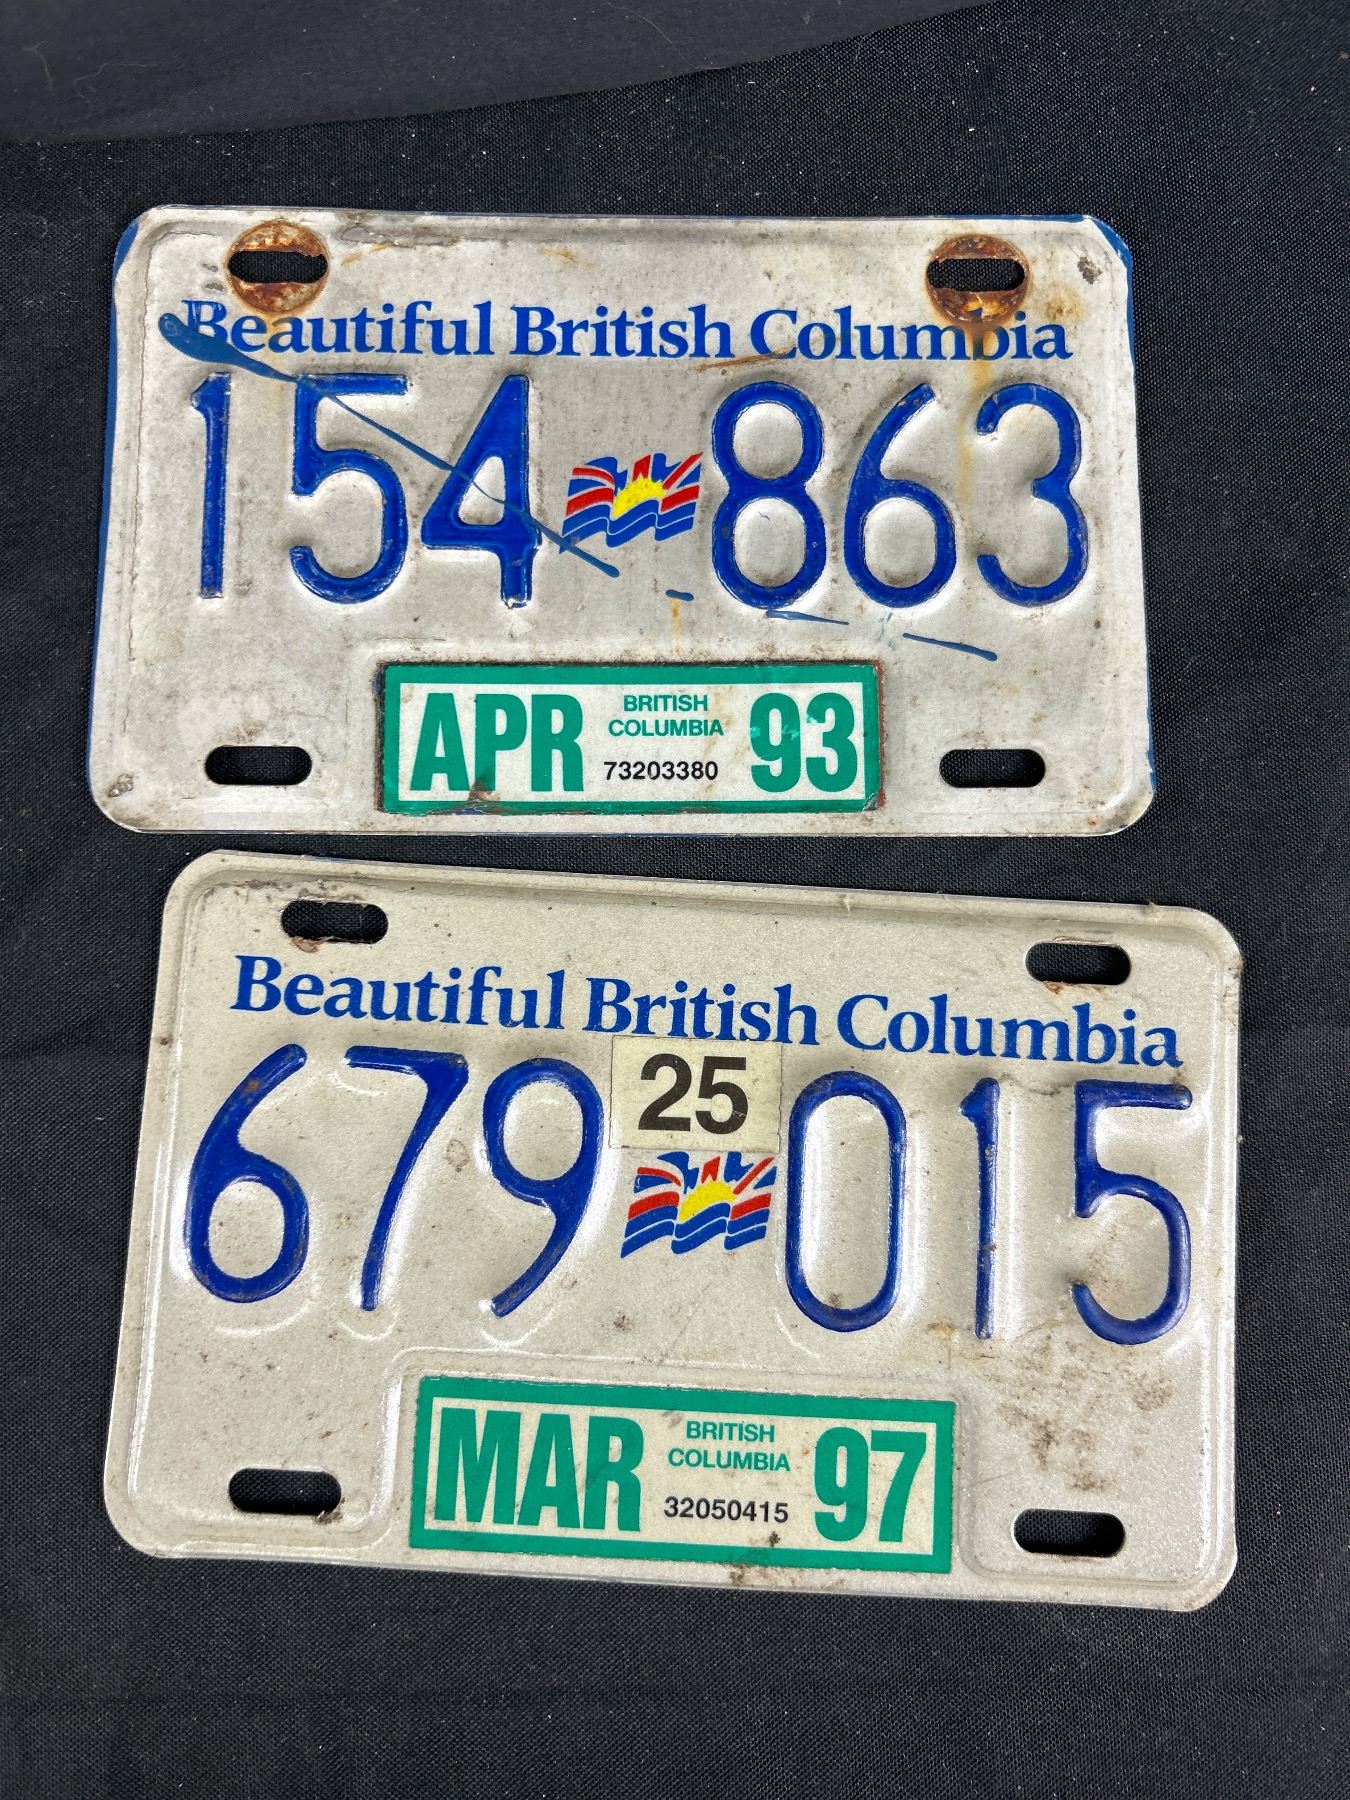 Beautiful British Columbia
154 863
APR BRITISH COLUMBIA 73203380 93
Beautiful British Columbia
25
679 015
MAR BRITISH COLUMBIA 32050415 97